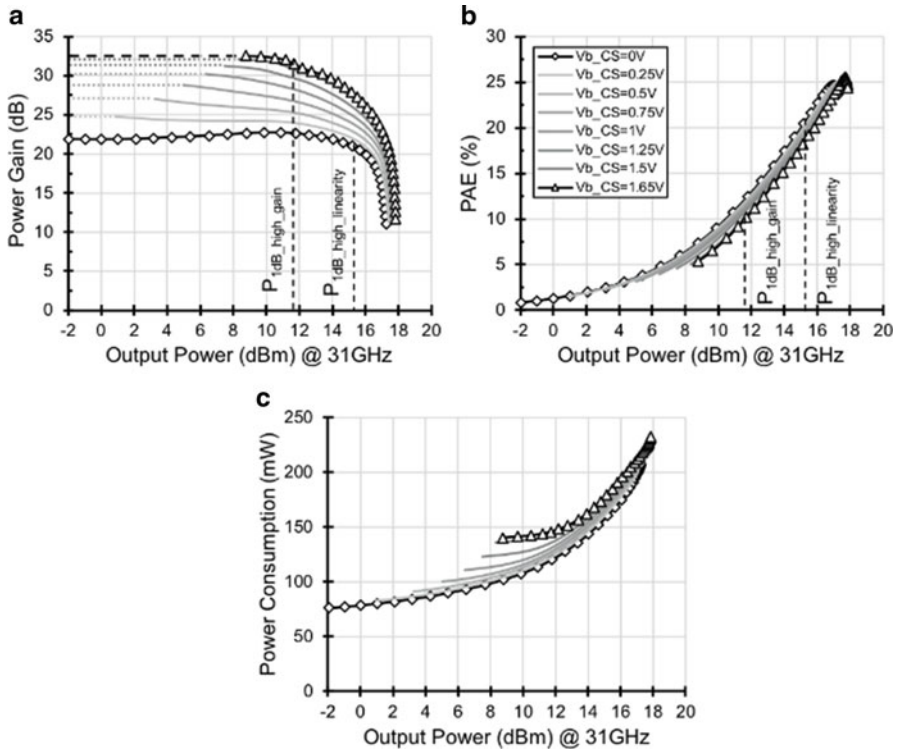 a
Power Gain (dB)
35
30
25
20
15
10
5
0
P1dB_high_gain
P1dB_high_linearity
-2 0 2 4 6 8 10 12 14 16 18 20
Output Power (dBm) @ 31GHz
b
PAE (%)
30
25
20
15
10
5
0
Vb_CS=0V
Vb_CS=0.25V
Vb_CS=0.5V
Vb_CS=0.75V
Vb_CS=1V
Vb_CS=1.25V
Vb_CS=1.5V
Vb_CS=1.65V
P1dB_high_gain
P1dB_high_linearity
-2 0 2 4 6 8 10 12 14 16 18 20
Output Power (dBm) @ 31GHz
c
Power Consumption (mW)
250
200
150
100
50
0
-2 0 2 4 6 8 10 12 14 16 18 20
Output Power (dBm) @ 31GHz